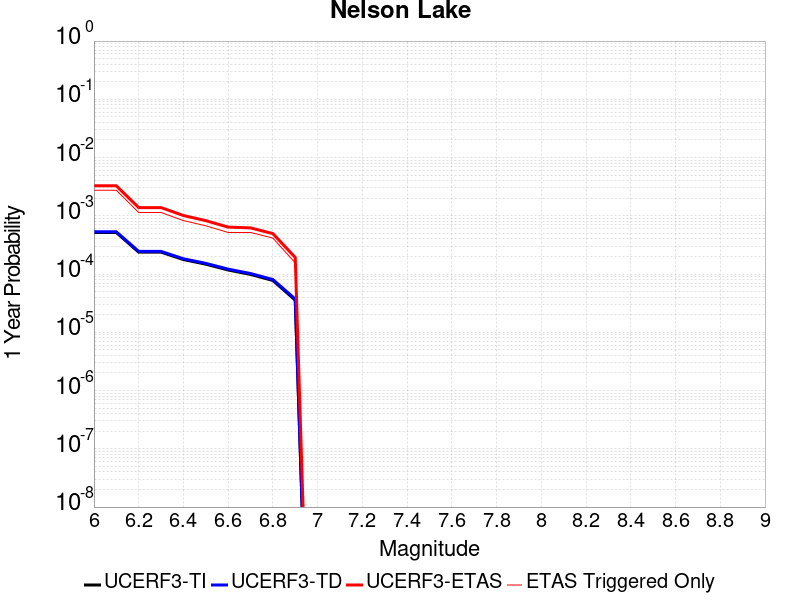 Nelson Lake
10^0
10^-1
10^-2
10^-3
10^-4
10^-5
10^-6
10^-7
10^-8
1 Year Probability
6 6.2 6.4 6.6 6.8 7 7.2 7.4 7.6 7.8 8 8.2 8.4 8.6 8.8 9
Magnitude
UCERF3-TI UCERF3-TD UCERF3-ETAS ETAS Triggered Only